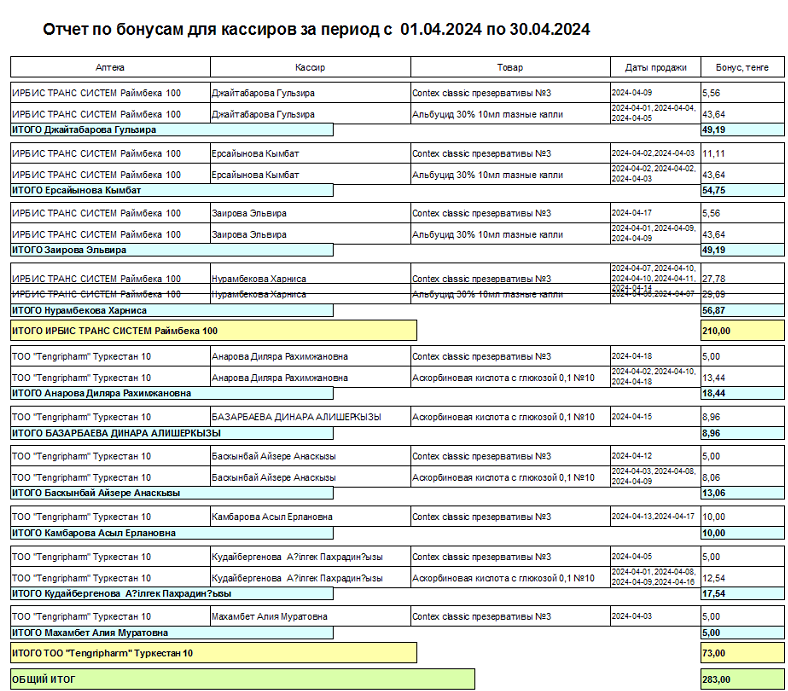 Отчет по бонусам для кассиров за период с 01.04.2024 по 30.04.2024
Аптека Кассир Товар Даты продажи Бонус, тенге
ИРБИС ТРАНС СИСТЕМ Раймбека 100 Джайтабарова Гульзира Contex classic презервативы №3 2024-04-09 5,56
ИРБИС ТРАНС СИСТЕМ Раймбека 100 Джайтабарова Гульзира Альбуцид 30% 10мл глазные капли 2024-04-01,2024-04-04, 43,64
2024-04-05
ИТОГО Джайтабарова Гульзира 49,19
ИРБИС ТРАНС СИСТЕМ Раймбека 100 Ерсайынова Кымбат Contex classic презервативы №3 2024-04-02,2024-04-03 11,11
ИРБИС ТРАНС СИСТЕМ Раймбека 100 Ерсайынова Кымбат Альбуцид 30% 10мл глазные капли 2024-04-02,2024-04-02, 43,64
2024-04-03
ИТОГО Ерсайынова Кымбат 54,75
ИРБИС ТРАНС СИСТЕМ Раймбека 100 Заирова Эльвира Contex classic презервативы №3 2024-04-17 5,56
ИРБИС ТРАНС СИСТЕМ Раймбека 100 Заирова Эльвира Альбуцид 30% 10мл глазные капли 2024-04-01,2024-04-09, 43,64
2024-04-09
ИТОГО Заирова Эльвира 49,19
2024-04-07,2024-04-10,
ИРБИС ТРАНС СИСТЕМ Раймбека 100 Нурамбекова Харниса Contex classic презервативы №3 2024-04-10,2024-04-11, 27,78
2024-04-14
ИРБИС ТРАНС СИСТЕМ Раймбека 100 Нурамбекова Харниса Альбуцид 30% 10мл глазные капли 29,09
ИТОГО Нурамбекова Харниса 56,87
ИТОГО ИРБИС ТРАНС СИСТЕМ Раймбека 100 210,00
ТОО "Tengripharm" Туркестан 10 Анарова Диляра Рахимжановна Contex classic презервативы №3 2024-04-18 5,00
ТОО "Tengripharm" Туркестан 10 Анарова Диляра Рахимжановна Аскорбиновая кислота с глюкозой 0,1 №10 2024-04-02,2024-04-10, 13,44
2024-04-18
ИТОГО Анарова Диляра Рахимжановна 18,44
ТОО "Tengripharm" Туркестан 10 БАЗАРБАЕВА ДИНАРА АЛИШЕРКЫЗЫ Аскорбиновая кислота с глюкозой 0,1 №10 2024-04-15 8,96
ИТОГО БАЗАРБАЕВА ДИНАРА АЛИШЕРКЫЗЫ 8,96
ТОО "Tengripharm" Туркестан 10 Баскынбай Айзере Анаскызы Contex classic презервативы №3 2024-04-12 5,00
ТОО "Tengripharm" Туркестан 10 Баскынбай Айзере Анаскызы Аскорбиновая кислота с глюкозой 0,1 №10 2024-04-03,2024-04-08, 8,06
2024-04-09
ИТОГО Баскынбай Айзере Анаскызы 13,06
ТОО "Tengripharm" Туркестан 10 Камбарова Асыл Ерлановна Contex classic презервативы №3 2024-04-13,2024-04-17 10,00
ИТОГО Камбарова Асыл Ерлановна 10,00
ТОО "Tengripharm" Туркестан 10 Кудайбергенова А?ілгек Пахрадин?ызы Contex classic презервативы №3 2024-04-05 5,00
ТОО "Tengripharm" Туркестан 10 Кудайбергенова А?ілгек Пахрадин?ызы Аскорбиновая кислота с глюкозой 0,1 №10 2024-04-01,2024-04-08, 12,54
2024-04-09,2024-04-16
ИТОГО Кудайбергенова А?ілгек Пахрадин?ызы 17,54
ТОО "Tengripharm" Туркестан 10 Махамбет Алия Муратовна Contex classic презервативы №3 2024-04-03 5,00
ИТОГО Махамбет Алия Муратовна 5,00
ИТОГО ТОО "Tengripharm" Туркестан 10 73,00
ОБЩИЙ ИТОГ 283,00